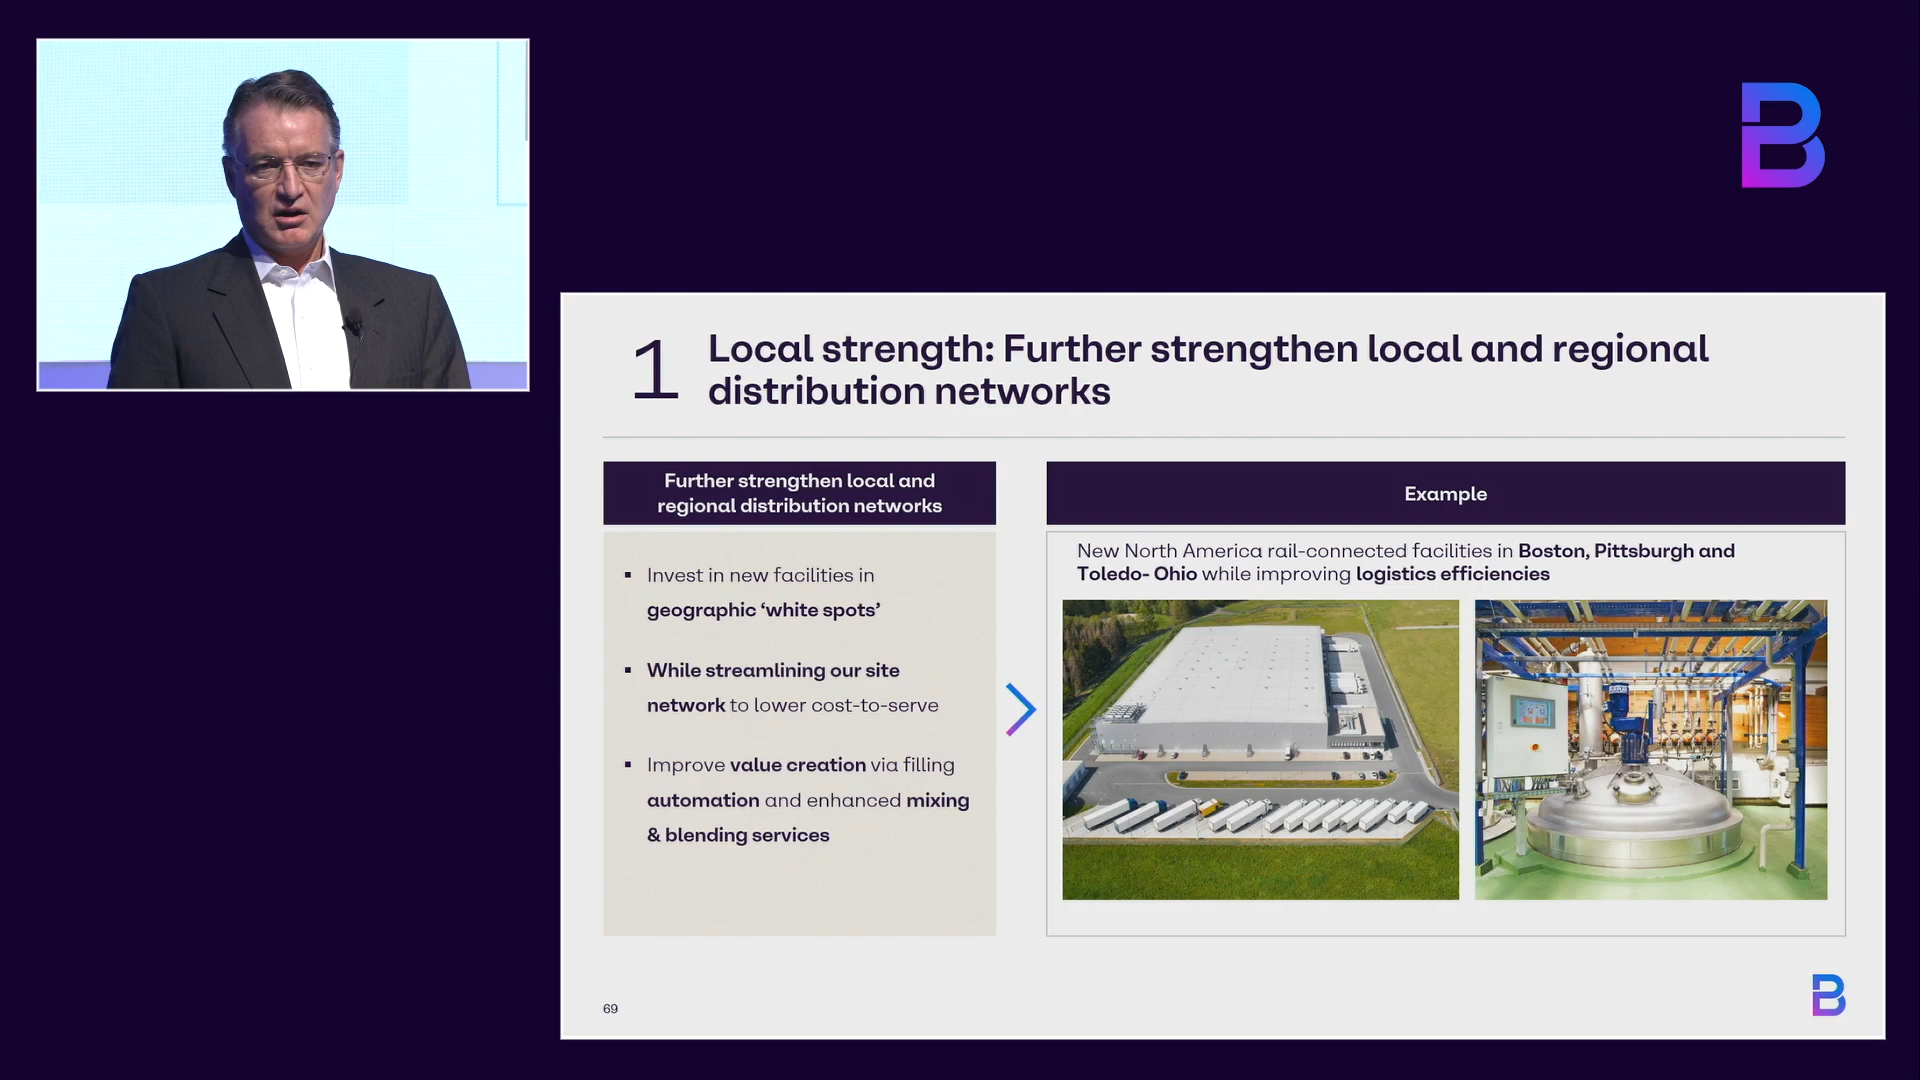 1
Local strength: Further strengthen local and regional
distribution networks
Further strengthen local and
regional distribution networks
▪ Invest in new facilities in
geographic ‘white spots’
▪ While streamlining our site
network to lower cost-to-serve
▪ Improve value creation via filling
automation and enhanced mixing
& blending services
Example
New North America rail-connected facilities in Boston, Pittsburgh and
Toledo- Ohio while improving logistics efficiencies
69